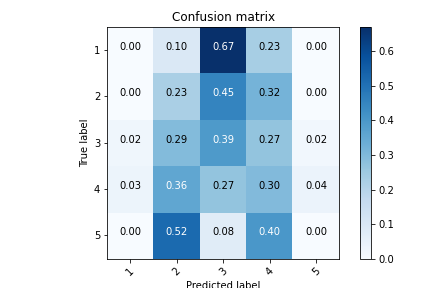 Confusion matrix
True label
1 0.00 0.10 0.67 0.23 0.00
2 0.00 0.23 0.45 0.32 0.00
3 0.02 0.29 0.39 0.27 0.02
4 0.03 0.36 0.27 0.30 0.04
5 0.00 0.52 0.08 0.40 0.00
1 2 3 4 5
Predicted label
0.6
0.5
0.4
0.3
0.2
0.1
0.0